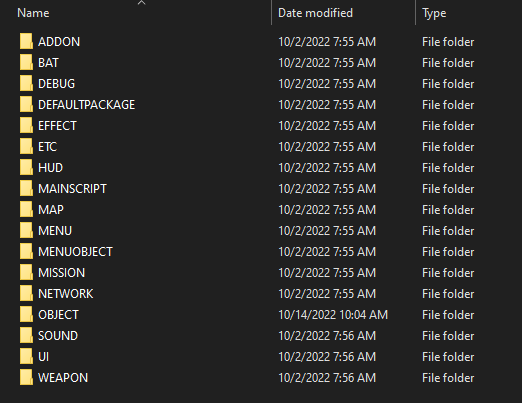 Name Date modified Type
ADDON 10/2/2022 7:55 AM File folder
BAT 10/2/2022 7:55 AM File folder
DEBUG 10/2/2022 7:55 AM File folder
DEFAULTPACKAGE 10/2/2022 7:55 AM File folder
EFFECT 10/2/2022 7:55 AM File folder
ETC 10/2/2022 7:55 AM File folder
HUD 10/2/2022 7:55 AM File folder
MAINSCRIPT 10/2/2022 7:55 AM File folder
MAP 10/2/2022 7:55 AM File folder
MENU 10/2/2022 7:55 AM File folder
MENUOBJECT 10/2/2022 7:55 AM File folder
MISSION 10/2/2022 7:55 AM File folder
NETWORK 10/2/2022 7:55 AM File folder
OBJECT 10/14/2022 10:04 AM File folder
SOUND 10/2/2022 7:56 AM File folder
UI 10/2/2022 7:56 AM File folder
WEAPON 10/2/2022 7:56 AM File folder